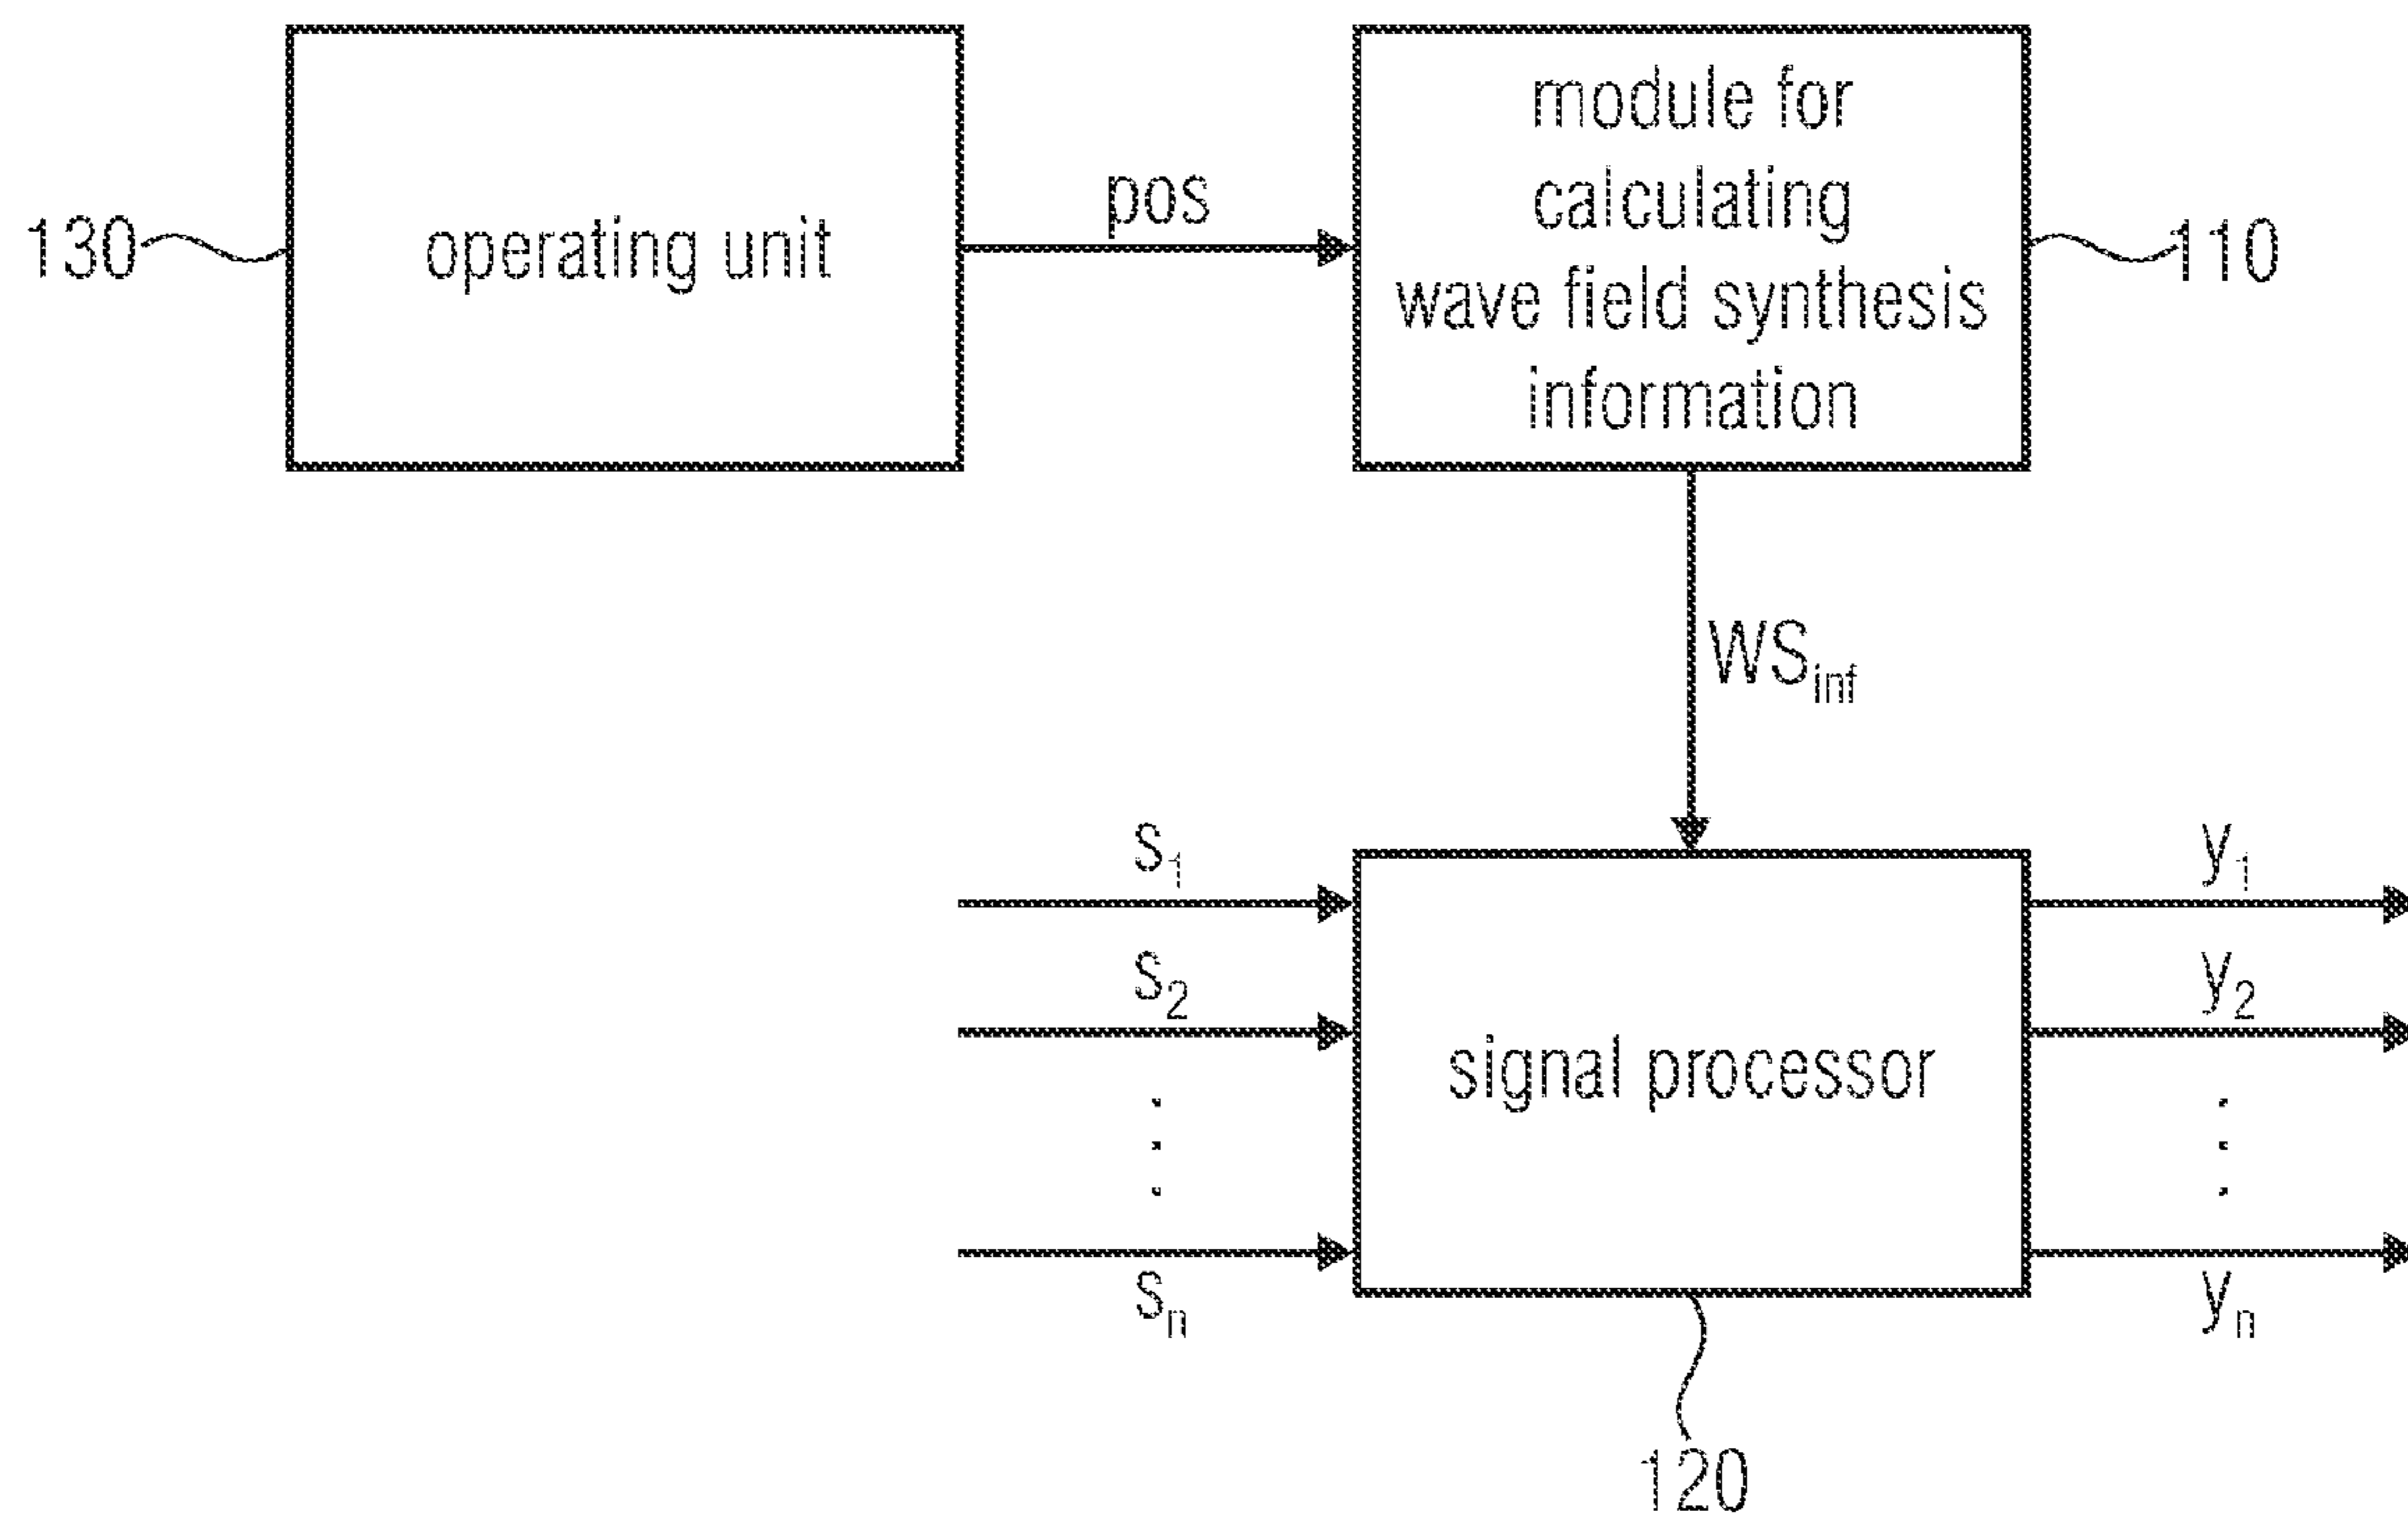 module for
calculating
wave field synthesis
information
operating unit
130
pos
110
WSinf
s1
s2
.
.
.
sn
signal processor
y1
y2
.
.
.
yn
120